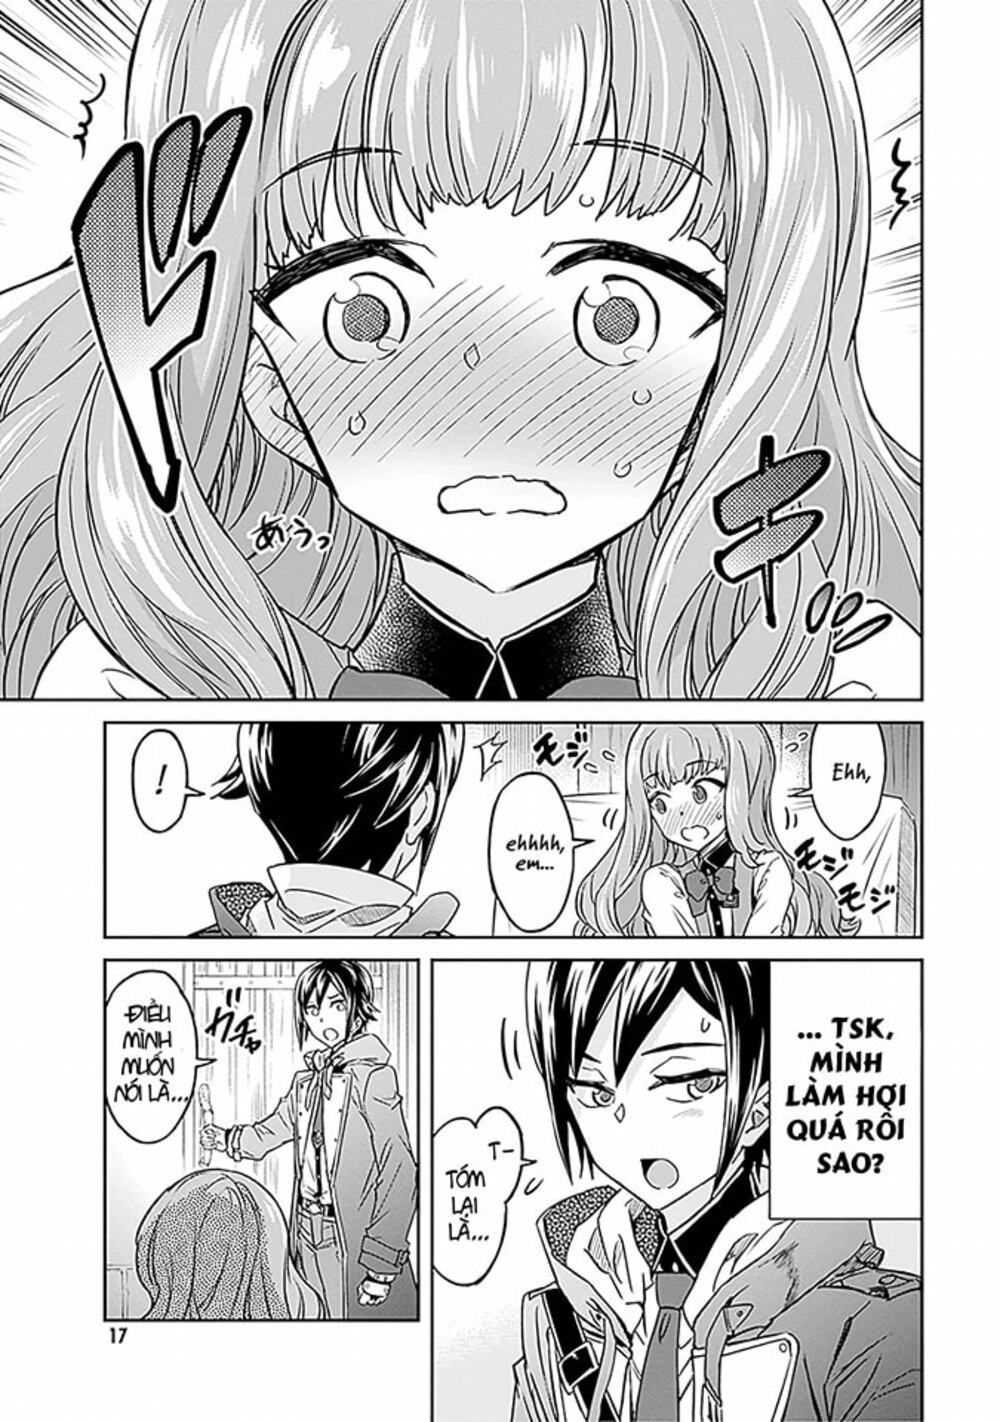 ドキ
あうっ
Ehh,
モジ
ehhhh,
em...
モジ
モジ
!
... TSK,
MÌNH
LÀM HƠI
QUÁ RỒI
SAO?
T-
TÓM
LẠI
LÀ...
ĐIỀU
MÌNH
MUỐN
NÓI LÀ...
ガチャ
17